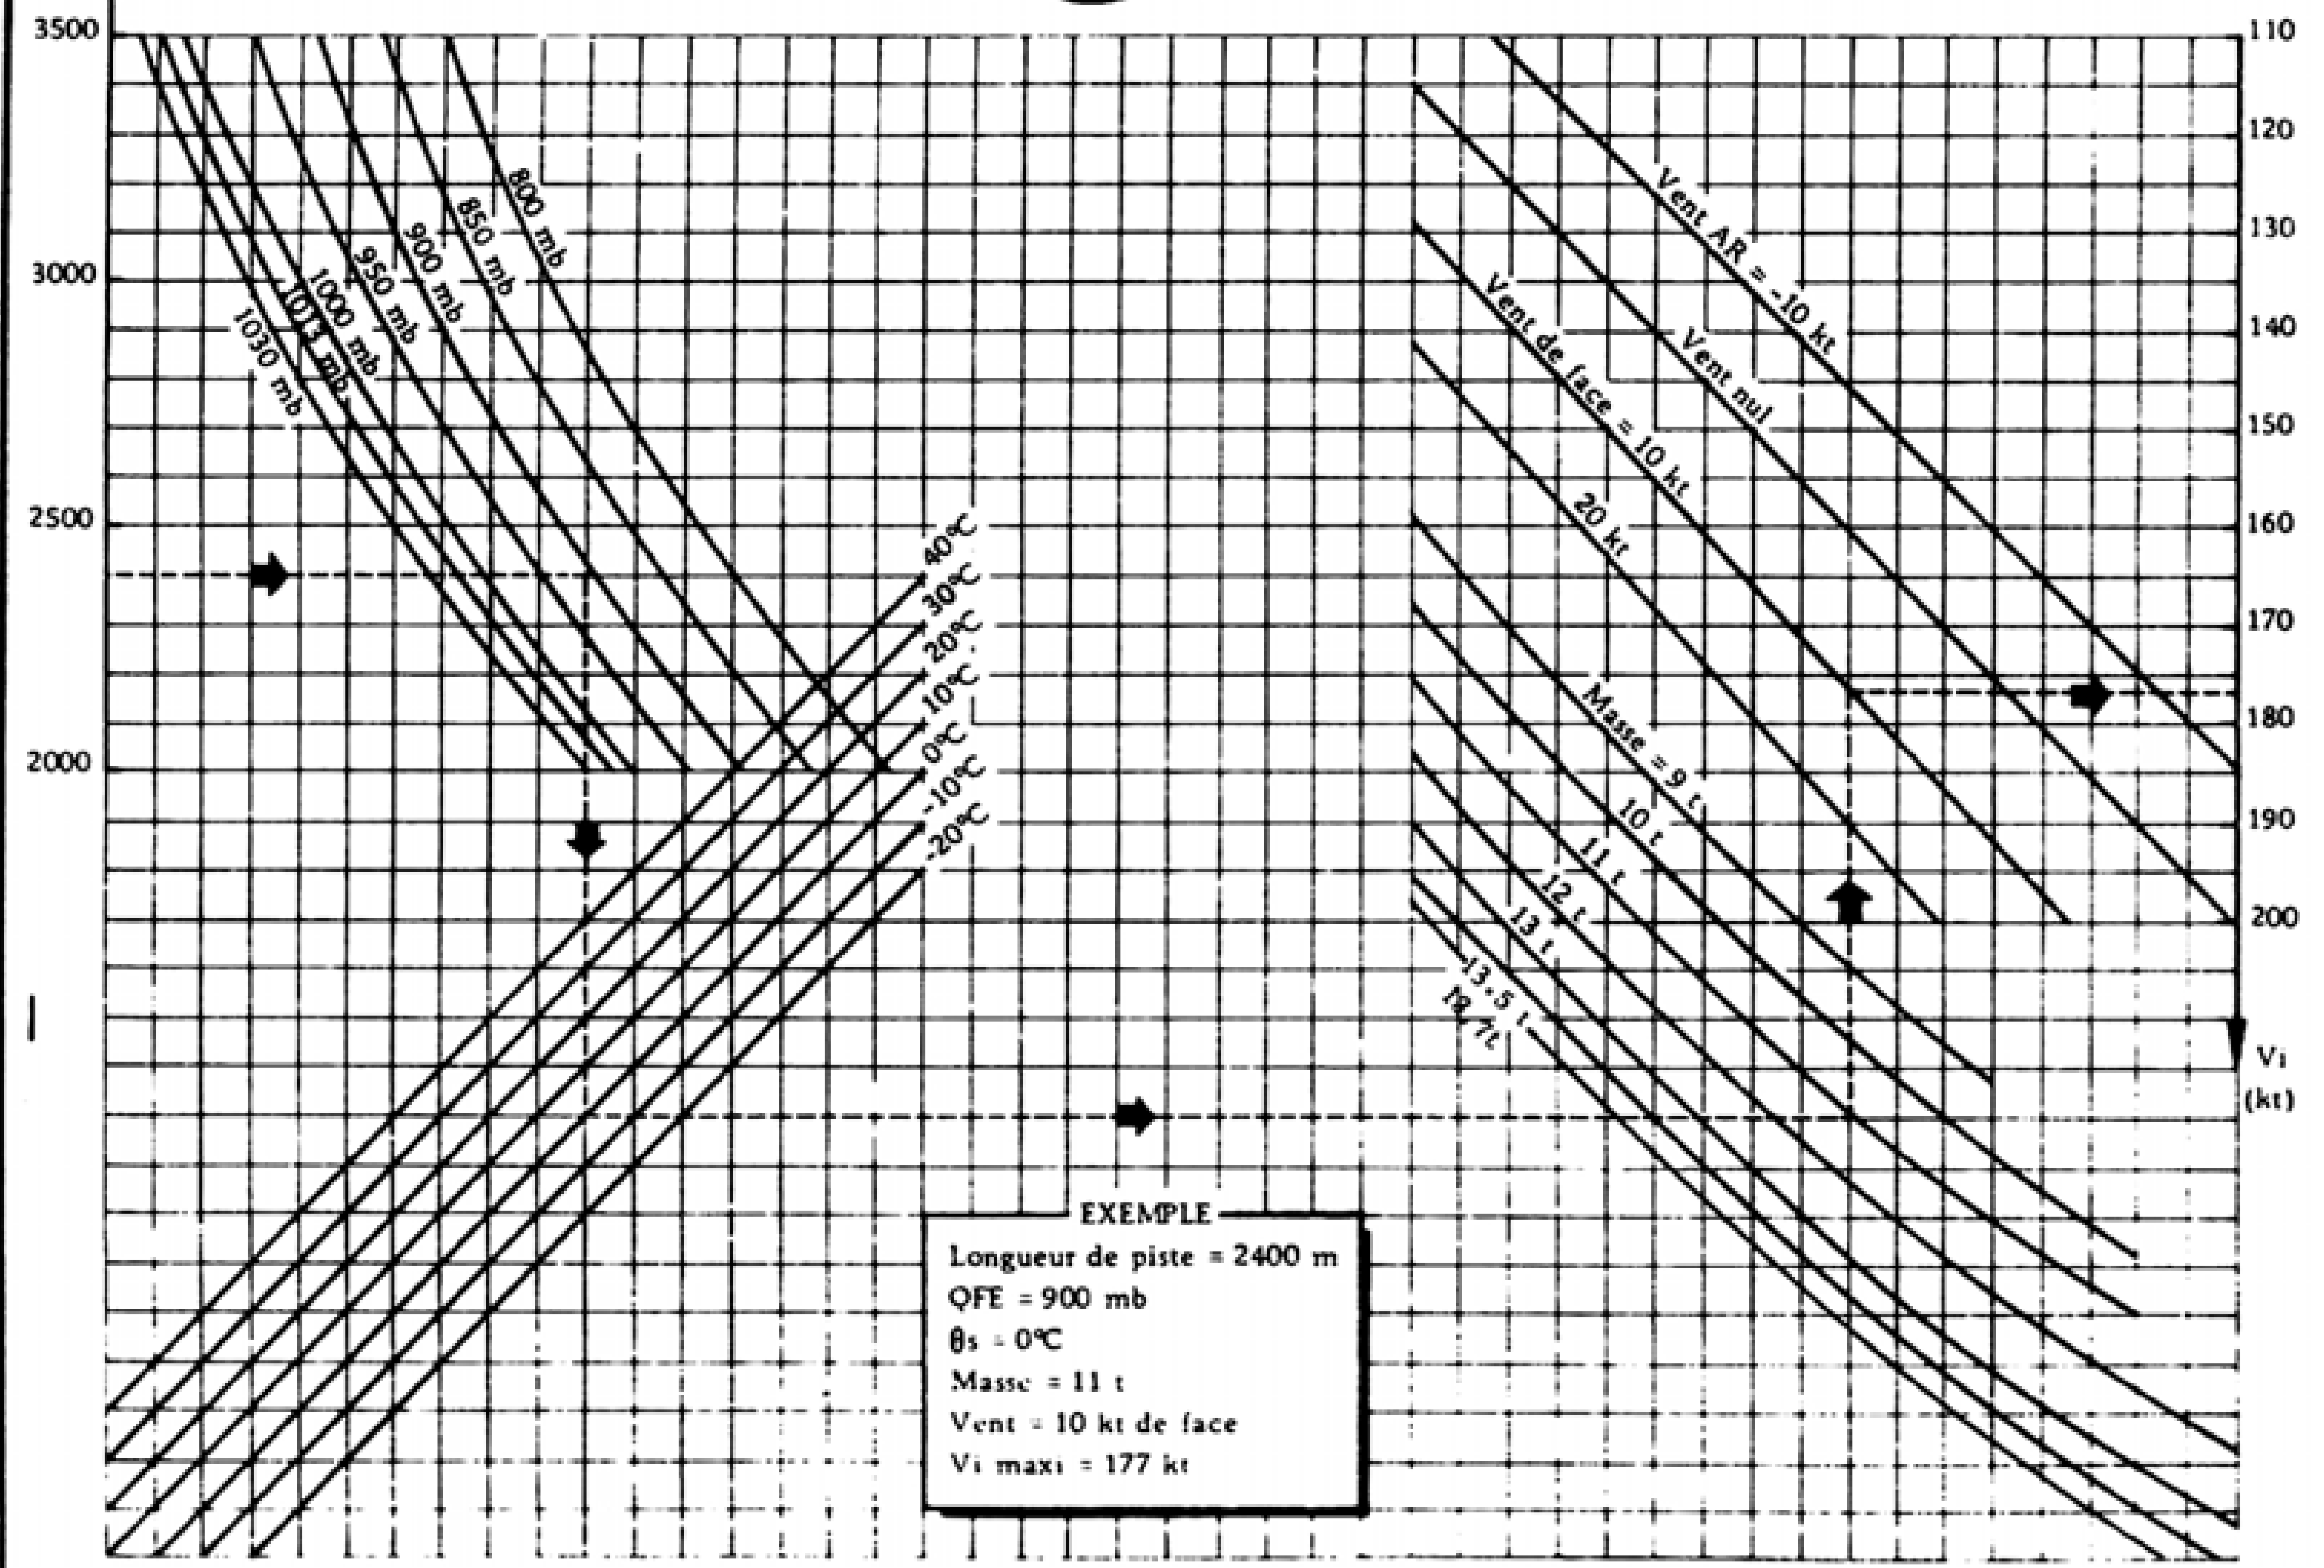 3500
3000
2500
2000
1030 mb
1013 mb
1000 mb
950 mb
900 mb
850 mb
800 mb
40°C
30°C
20°C
10°C
0°C
-10°C
-20°C
Vent AR = -10 kt
Vent nul
Vent de face = 10 kt
20 kt
Masse = 9 t
10 t
11 t
12 t
13 t
13.5 t
110
120
130
140
150
160
170
180
190
200
Vi
(kt)
EXEMPLE
Longueur de piste = 2400 m
QFE = 900 mb
θs = 0°C
Masse = 11 t
Vent = 10 kt de face
Vi maxi = 177 kt